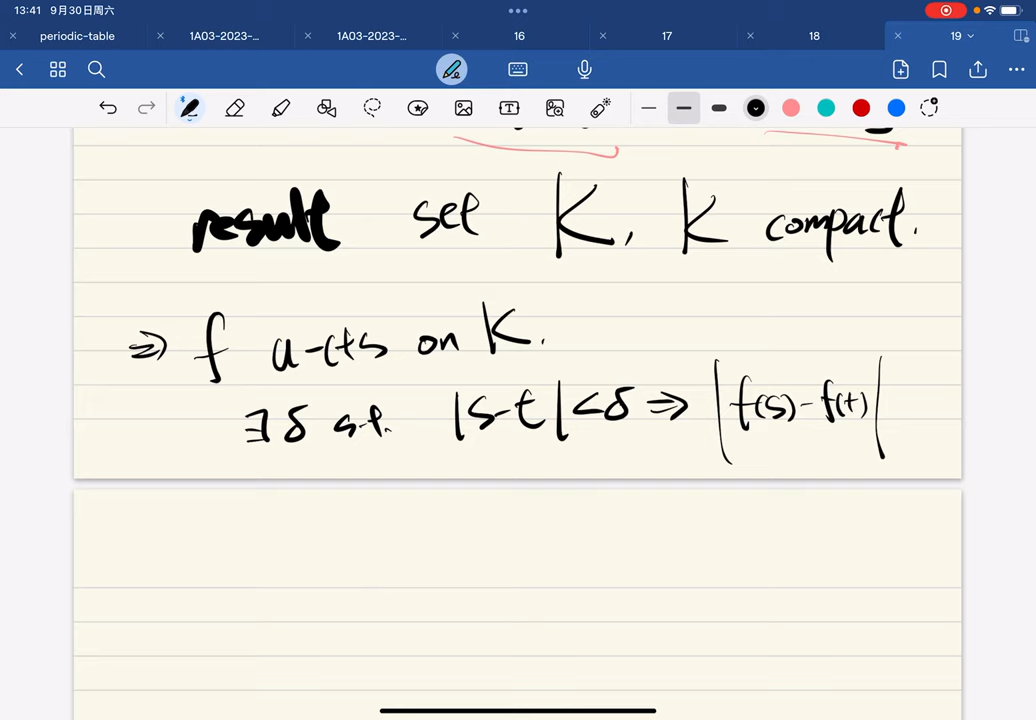 13:41 9月30日周六
periodic-table 1A03-2023-... 1A03-2023-... 16 17 18 19
result set K, K compact.
⇒ f u-cts on K.
∃ δ s.t. |s-t| < δ ⇒ |f(s) - f(t)|